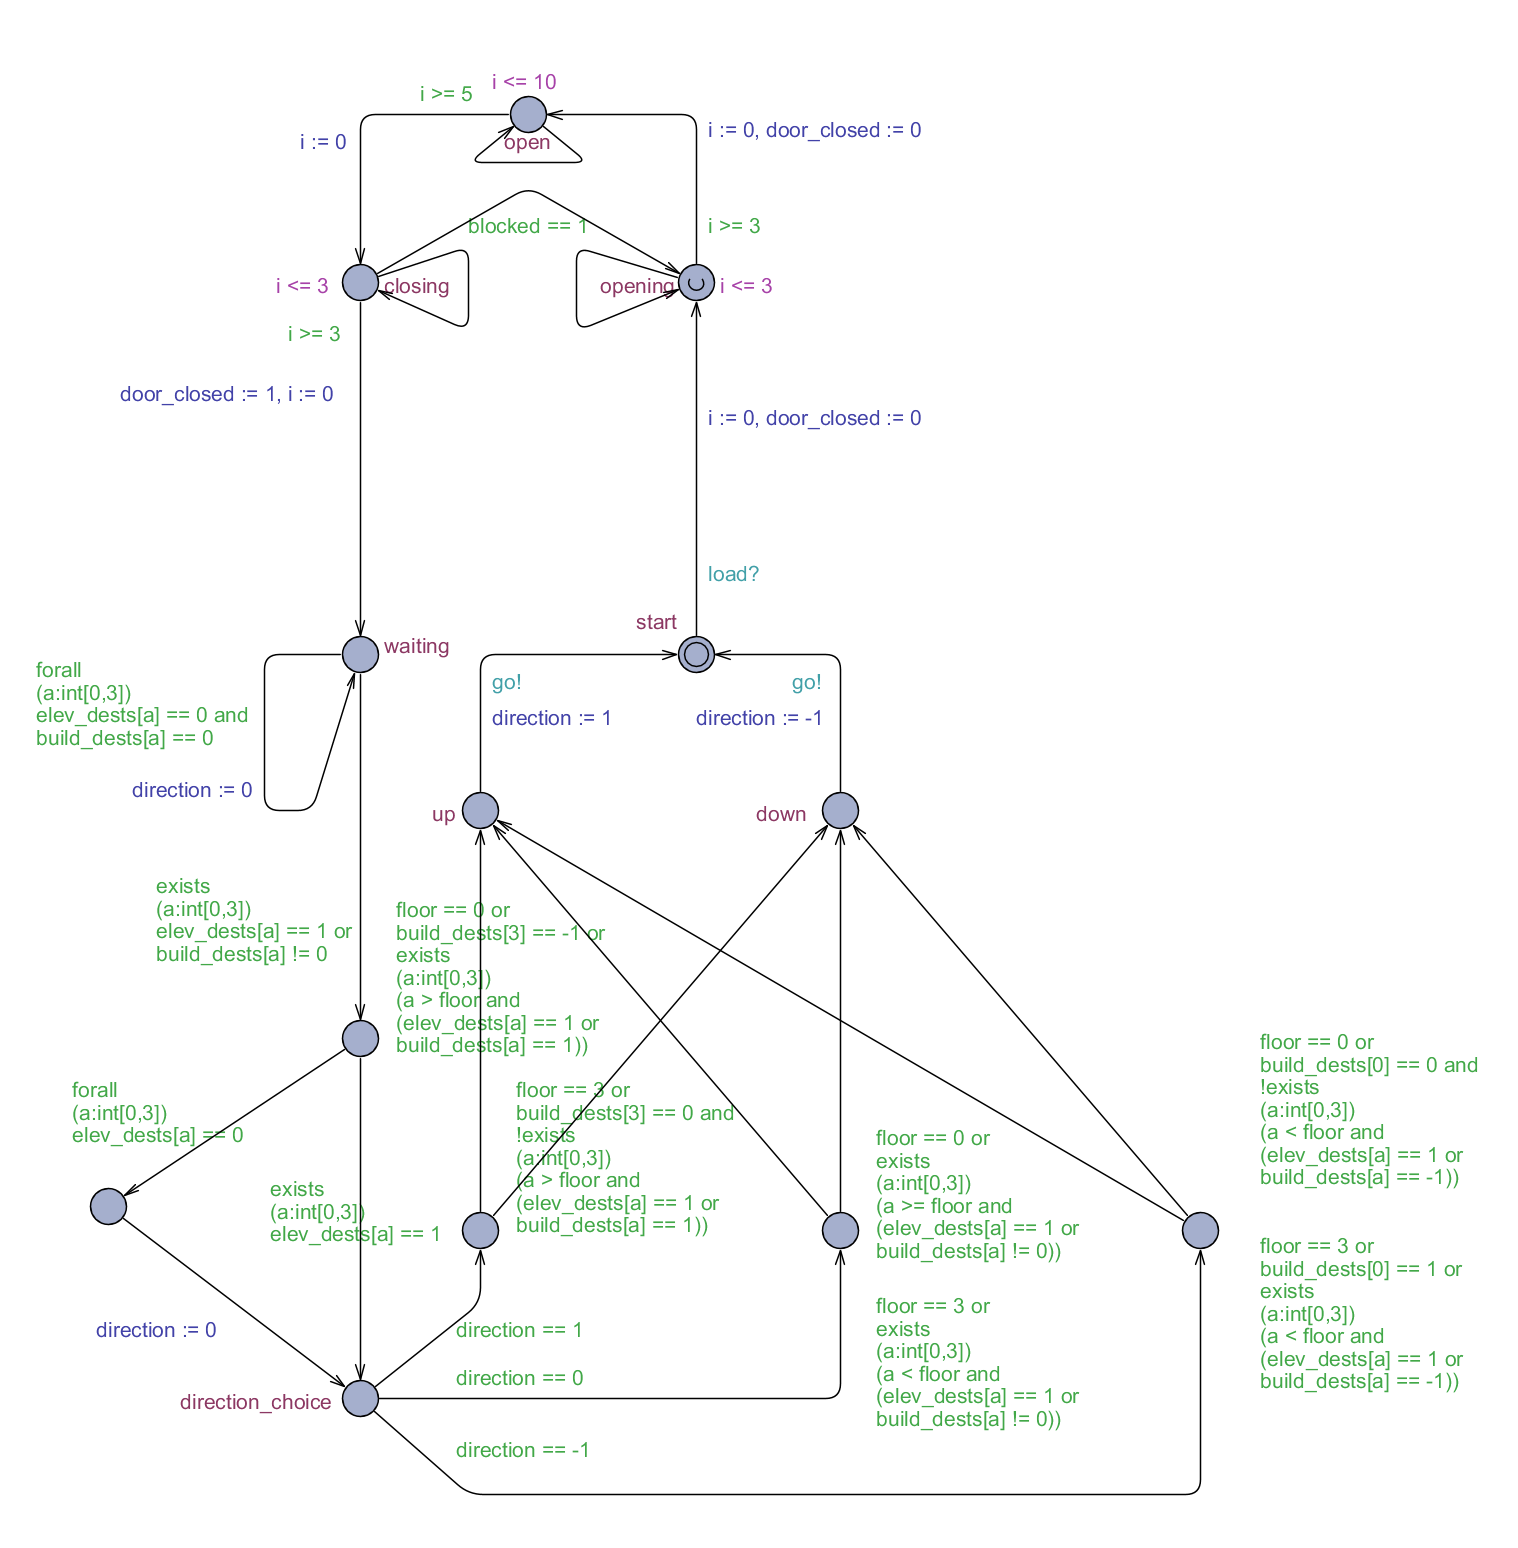 i <= 10
i >= 5
i := 0
open
i := 0, door_closed := 0
blocked == 1
i >= 3
i <= 3
closing
opening
i <= 3
i >= 3
door_closed := 1, i := 0
i := 0, door_closed := 0
load?
start
waiting
forall
(a:int[0,3])
elev_dests[a] == 0 and
build_dests[a] == 0
direction := 0
go!
direction := 1
go!
direction := -1
up
down
exists
(a:int[0,3])
elev_dests[a] == 1 or
build_dests[a] != 0
floor == 0 or
build_dests[3] == -1 or
exists
(a:int[0,3])
(a > floor and
(elev_dests[a] == 1 or
build_dests[a] == 1))
forall
(a:int[0,3])
elev_dests[a] == 0
exists
(a:int[0,3])
elev_dests[a] == 1
floor == 3 or
build_dests[3] == 0 and
!exists
(a:int[0,3])
(a > floor and
(elev_dests[a] == 1 or
build_dests[a] == 1))
floor == 0 or
exists
(a:int[0,3])
(a >= floor and
(elev_dests[a] == 1 or
build_dests[a] != 0))
floor == 0 or
build_dests[0] == 0 and
!exists
(a:int[0,3])
(a < floor and
(elev_dests[a] == 1 or
build_dests[a] == -1))
floor == 3 or
exists
(a:int[0,3])
(a < floor and
(elev_dests[a] == 1 or
build_dests[a] != 0))
floor == 3 or
build_dests[0] == 1 or
exists
(a:int[0,3])
(a < floor and
(elev_dests[a] == 1 or
build_dests[a] == -1))
direction := 0
direction == 1
direction == 0
direction_choice
direction == -1